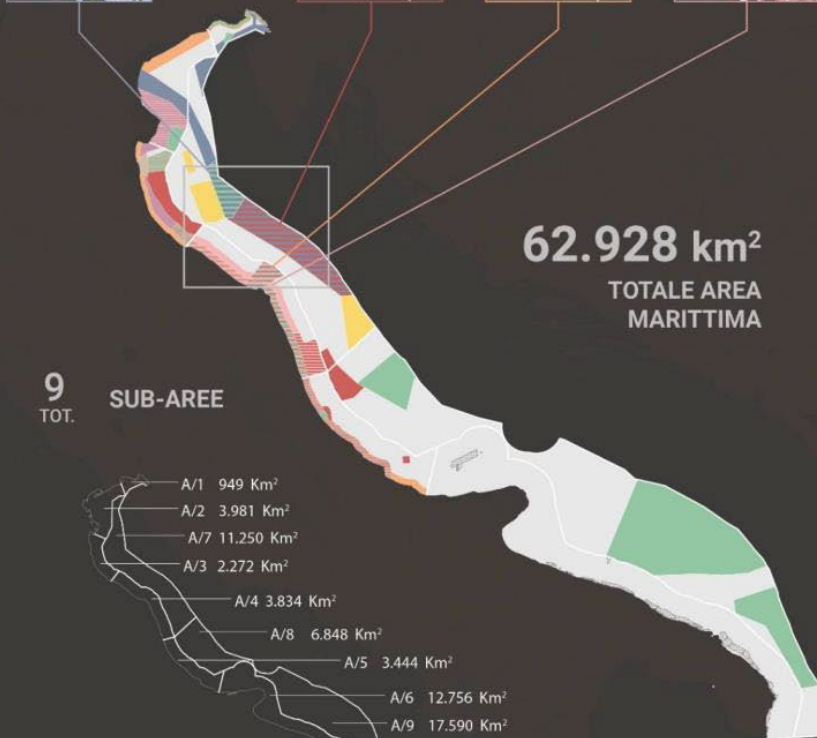 62.928 km²
TOTALE AREA
MARITTIMA
9
TOT.
SUB-AREE
A/1 949 Km²
A/2 3.981 Km²
A/7 11.250 Km²
A/3 2.272 Km²
A/4 3.834 Km²
A/8 6.848 Km²
A/5 3.444 Km²
A/6 12.756 Km²
A/9 17.590 Km²